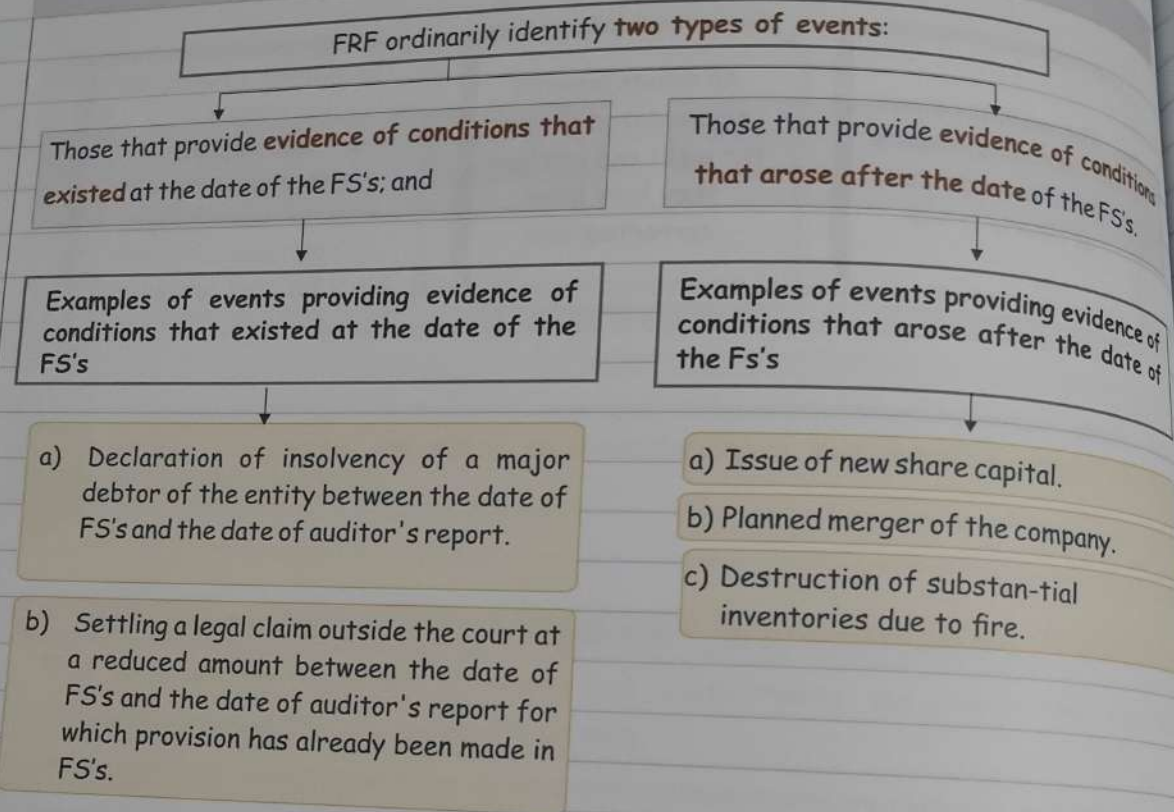 FRF ordinarily identify two types of events:
Those that provide evidence of conditions that
existed at the date of the FS's; and
Those that provide evidence of conditions
that arose after the date of the FS's.
Examples of events providing evidence of
conditions that existed at the date of the
FS's
Examples of events providing evidence of
conditions that arose after the date of
the Fs's
a) Declaration of insolvency of a major
debtor of the entity between the date of
FS's and the date of auditor's report.
b) Settling a legal claim outside the court at
a reduced amount between the date of
FS's and the date of auditor's report for
which provision has already been made in
FS's.
a) Issue of new share capital.
b) Planned merger of the company.
c) Destruction of substan-tial
inventories due to fire.